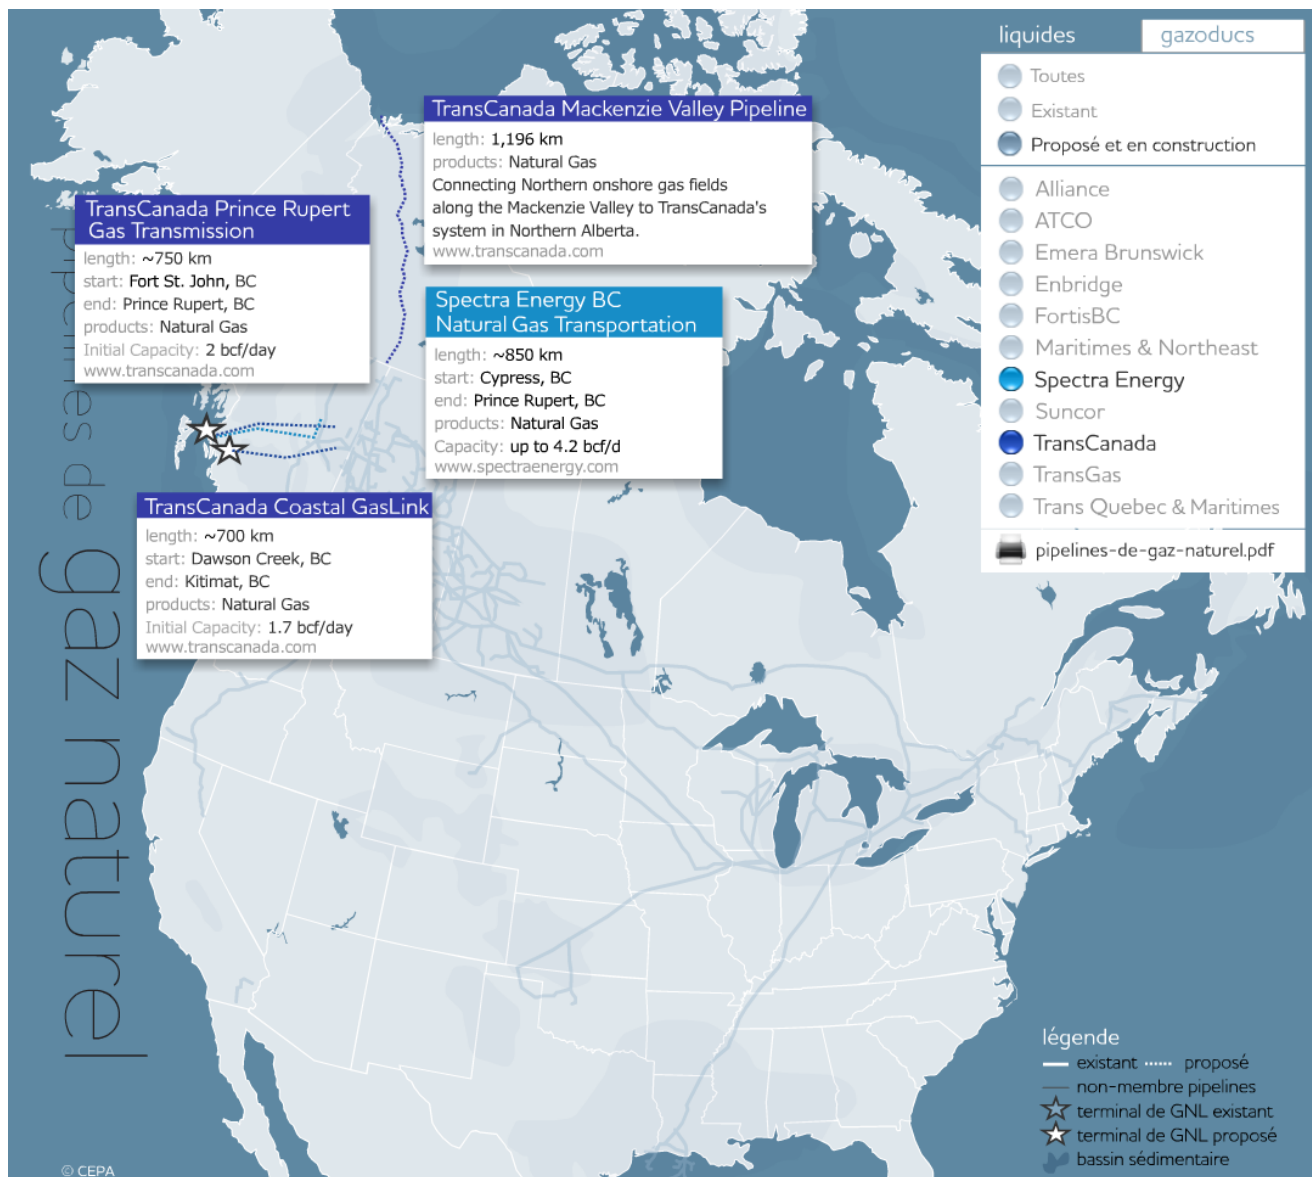 pipelines de gaz naturel
liquides
gazoducs
Toutes
Existant
Proposé et en construction
Alliance
ATCO
Emera Brunswick
Enbridge
FortisBC
Maritimes & Northeast
Spectra Energy
Suncor
TransCanada
TransGas
Trans Quebec & Maritimes
pipelines-de-gaz-naturel.pdf
TransCanada Mackenzie Valley Pipeline
length: 1,196 km
products: Natural Gas
Connecting Northern onshore gas fields
along the Mackenzie Valley to TransCanada's
system in Northern Alberta.
www.transcanada.com
TransCanada Prince Rupert
Gas Transmission
length: ~750 km
start: Fort St. John, BC
end: Prince Rupert, BC
products: Natural Gas
Initial Capacity: 2 bcf/day
www.transcanada.com
Spectra Energy BC
Natural Gas Transportation
length: ~850 km
start: Cypress, BC
end: Prince Rupert, BC
products: Natural Gas
Capacity: up to 4.2 bcf/d
www.spectraenergy.com
TransCanada Coastal GasLink
length: ~700 km
start: Dawson Creek, BC
end: Kitimat, BC
products: Natural Gas
Initial Capacity: 1.7 bcf/day
www.transcanada.com
légende
existant proposé
non-membre pipelines
terminal de GNL existant
terminal de GNL proposé
bassin sédimentaire
© CEPA